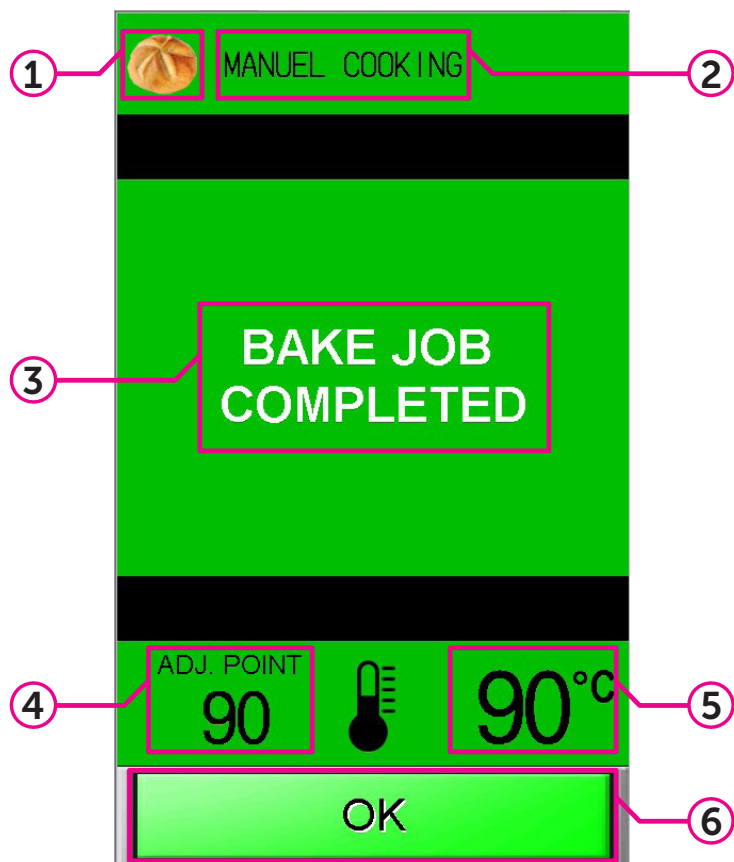 1
MANUEL COOKING
2
3
BAKE JOB
COMPLETED
4
ADJ. POINT
90
90°C
5
OK
6